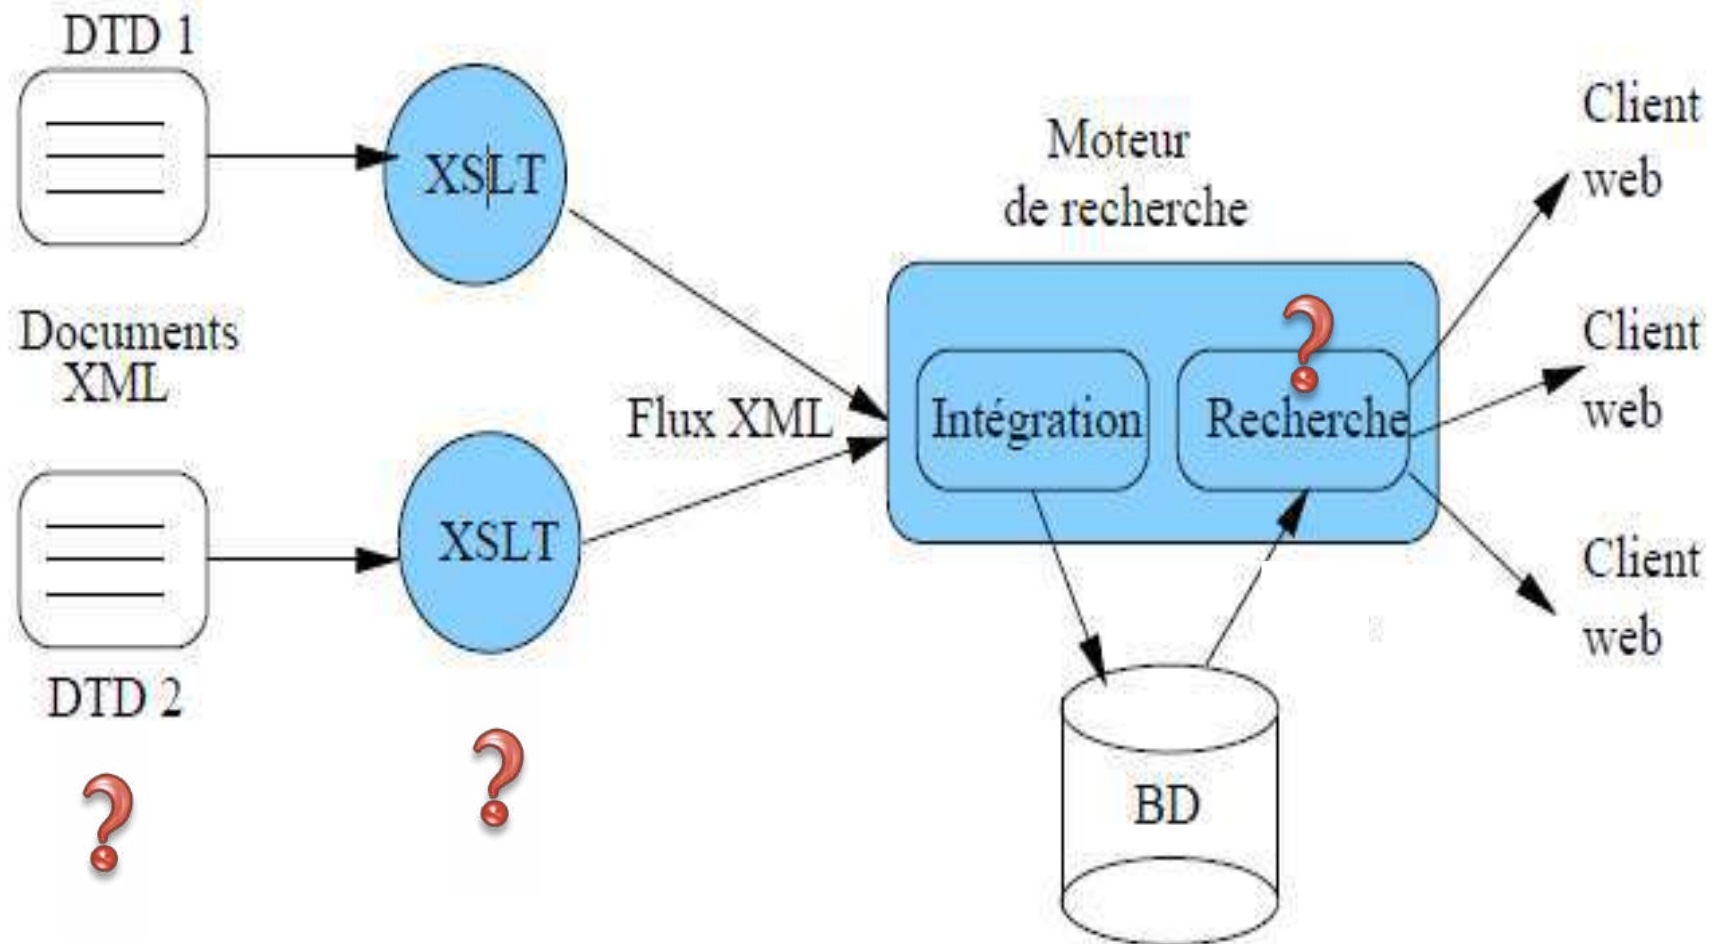 DTD 1
XSLT
Documents
XML
XSLT
DTD 2
?
?
Flux XML
Moteur
de recherche
?
Intégration
Recherche
BD
Client
web
Client
web
Client
web